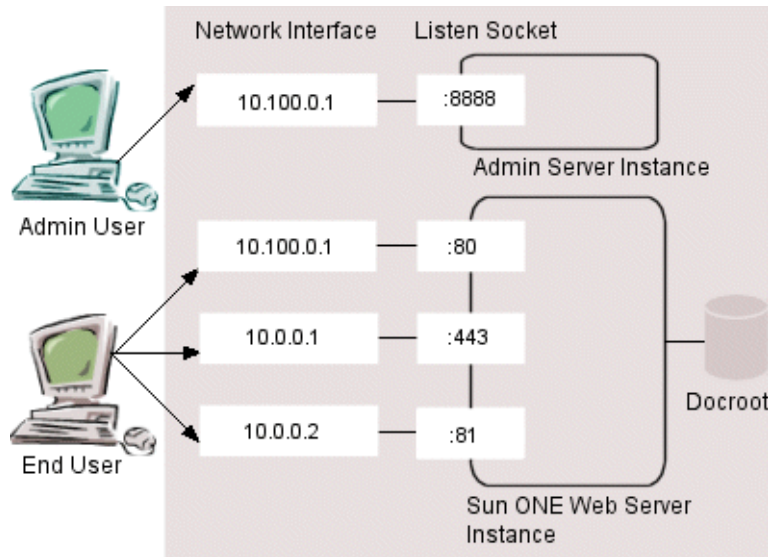 Network Interface Listen Socket
10.100.0.1 :8888
Admin Server Instance
Admin User
10.100.0.1 :80
10.0.0.1 :443
Docroot
10.0.0.2 :81
End User
Sun ONE Web Server
Instance